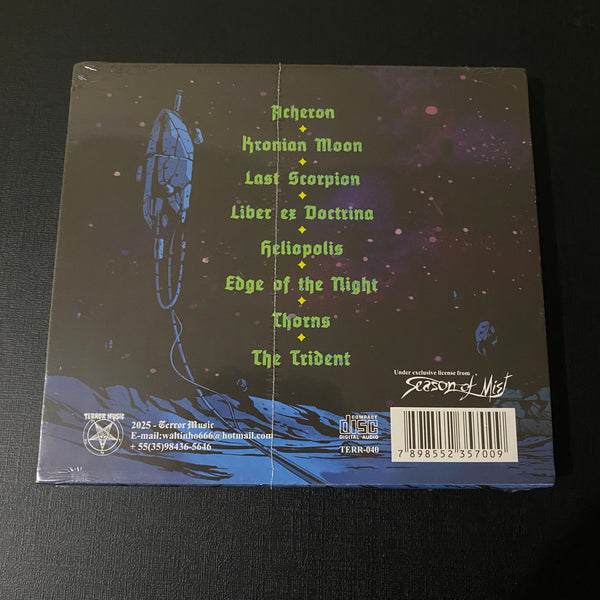 Acheron
Kronian Moon
Last Scorpion
Liber ex Doctrina
Heliopolis
Edge of the Night
Thorns
The Trident
Under exclusive license from
Season of Mist
TERROR MUSIC
2025 - Terror Music
E-mail:waltinho666@hotmail.com
+ 55(35)98436-5646
COMPACT
disc
DIGITAL AUDIO
TERR-040
7 898552 357009